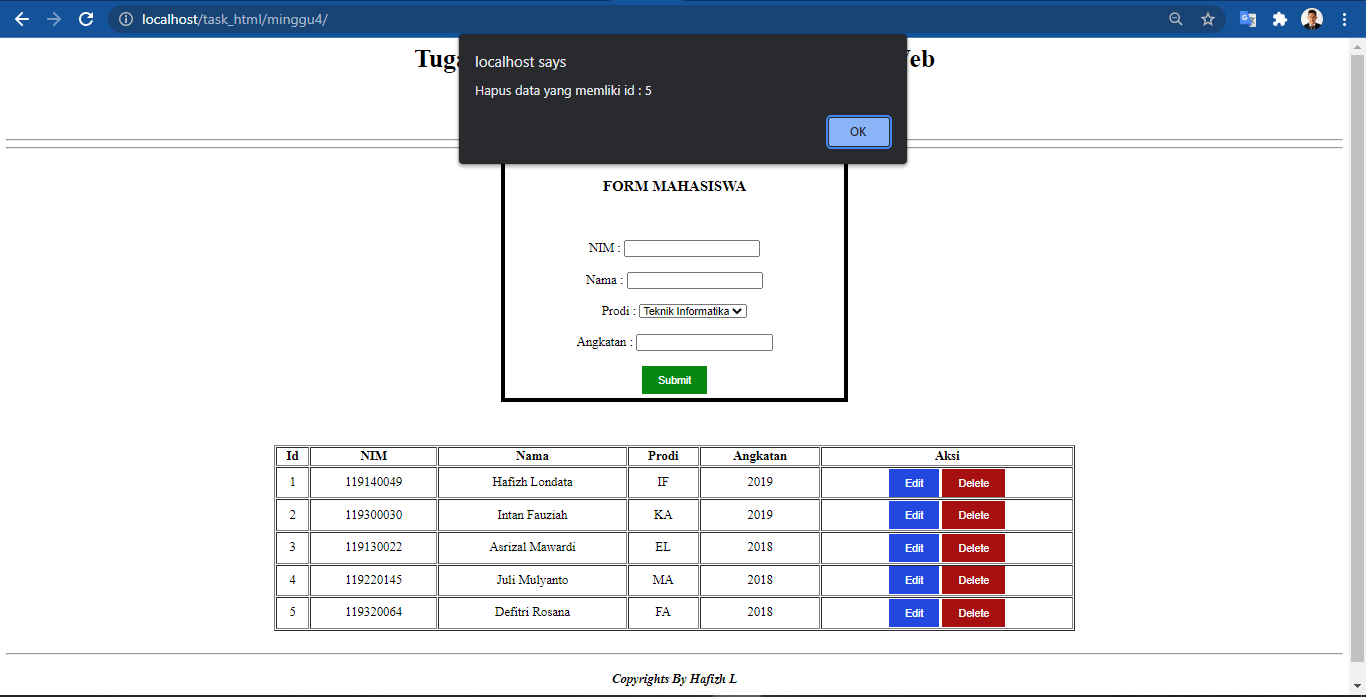 localhost/task_html/minggu4/
localhost says
Hapus data yang memliki id : 5
OK
FORM MAHASISWA
NIM :
Nama :
Prodi : Teknik Informatika
Angkatan :
Submit
Id NIM Nama Prodi Angkatan Aksi
1 119140049 Hafizh Londata IF 2019 Edit Delete
2 119300030 Intan Fauziah KA 2019 Edit Delete
3 119130022 Asrizal Mawardi EL 2018 Edit Delete
4 119220145 Juli Mulyanto MA 2018 Edit Delete
5 119320064 Defitri Rosana FA 2018 Edit Delete
Copyrights By Hafizh L